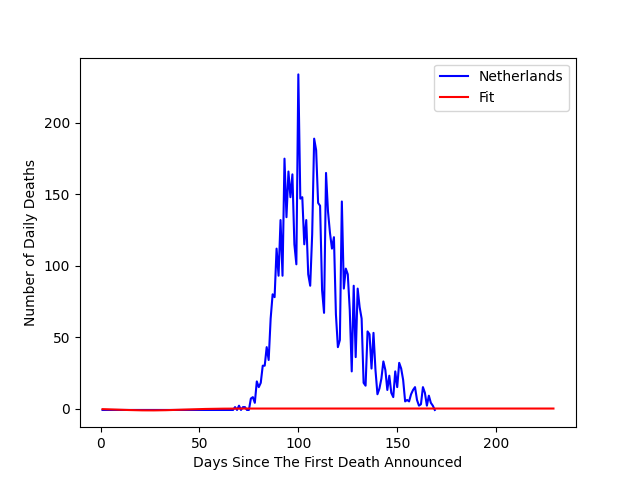 Netherlands
Fit
200
150
100
50
0
Number of Daily Deaths
0 50 100 150 200
Days Since The First Death Announced